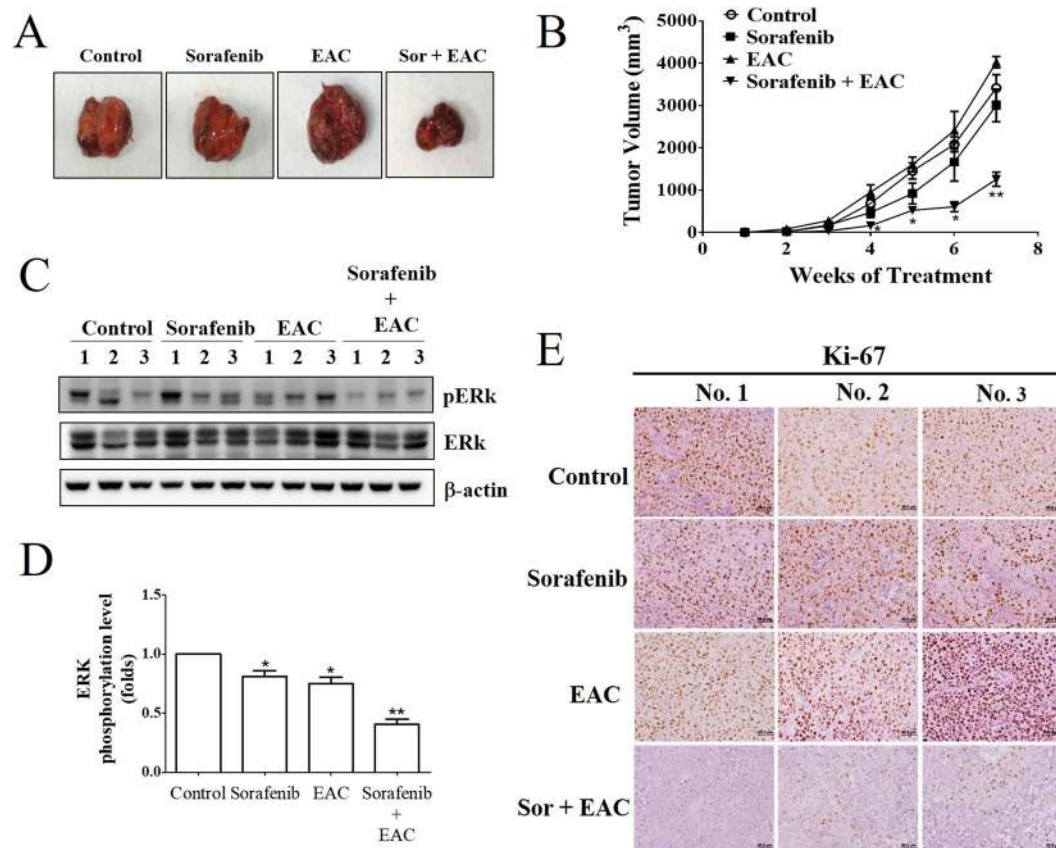 A
Control Sorafenib EAC Sor + EAC
B
Control
Sorafenib
EAC
Sorafenib + EAC
Tumor Volume (mm³)
5000
4000
3000
2000
1000
0
0 2 4 6 8
* * * **
Weeks of Treatment
C
Control Sorafenib EAC Sorafenib
+
EAC
1 2 3 1 2 3 1 2 3 1 2 3
pERk
ERk
β-actin
D
ERK
phosphorylation level
(folds)
1.5
1.0
0.5
0.0
* * **
Control Sorafenib EAC Sorafenib
+
EAC
E
Ki-67
No. 1 No. 2 No. 3
Control
Sorafenib
EAC
Sor + EAC